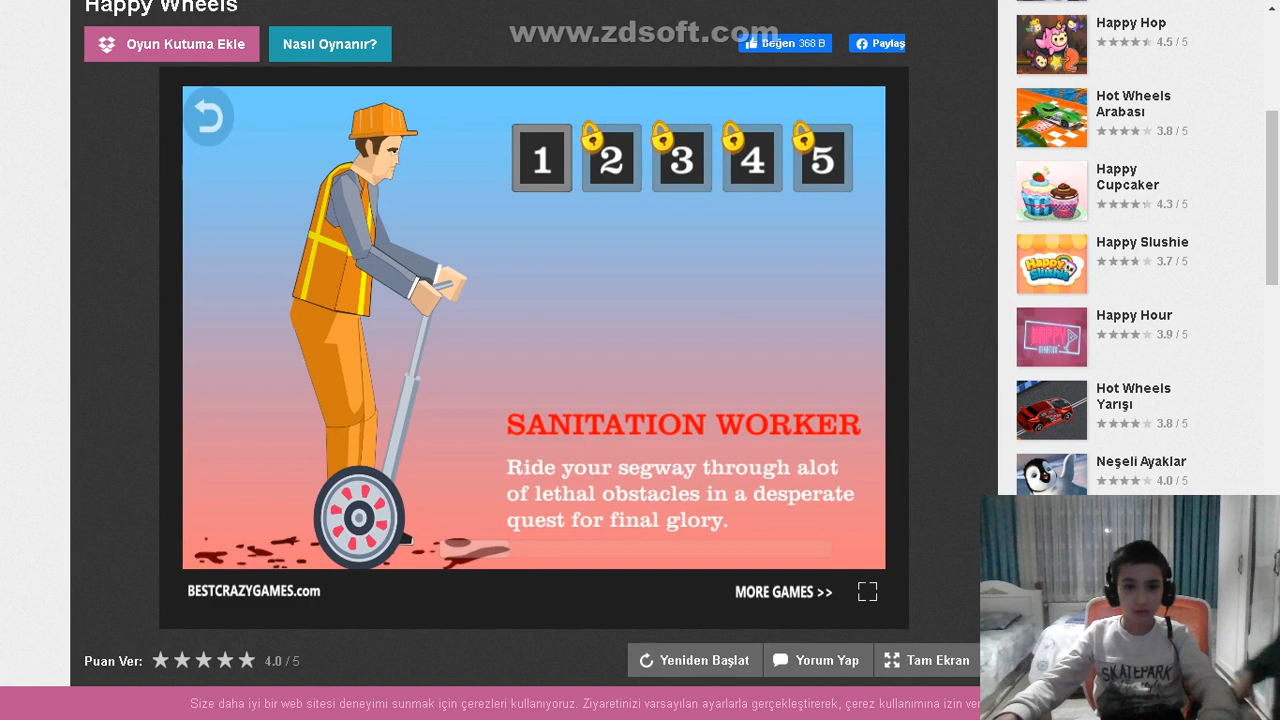 Happy Wheels
www.zdsoft.com
Oyun Kutuma Ekle
Nasıl Oynanır?
Beğen 368 B
Paylaş
1 2 3 4 5
SANITATION WORKER
Ride your segway through alot
of lethal obstacles in a desperate
quest for final glory.
BESTCRAZYGAMES.com
MORE GAMES >>
Puan Ver:
4.0 / 5
Yeniden Başlat
Yorum Yap
Tam Ekran
Size daha iyi bir web sitesi deneyimi sunmak için çerezleri kullanıyoruz. Ziyaretinizi varsayılan ayarlarla gerçekleştirerek, çerez kullanımına izin
Happy Hop
4.5 / 5
Hot Wheels
Arabası
3.8 / 5
Happy
Cupcaker
4.3 / 5
Happy Slushie
3.7 / 5
Happy Hour
3.9 / 5
Hot Wheels
Yarışı
3.8 / 5
Neşeli Ayaklar
4.0 / 5
SKATEPARK